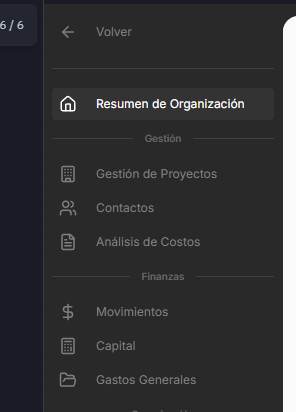 6 / 6
Volver
Resumen de Organización
Gestión
Gestión de Proyectos
Contactos
Análisis de Costos
Finanzas
Movimientos
Capital
Gastos Generales